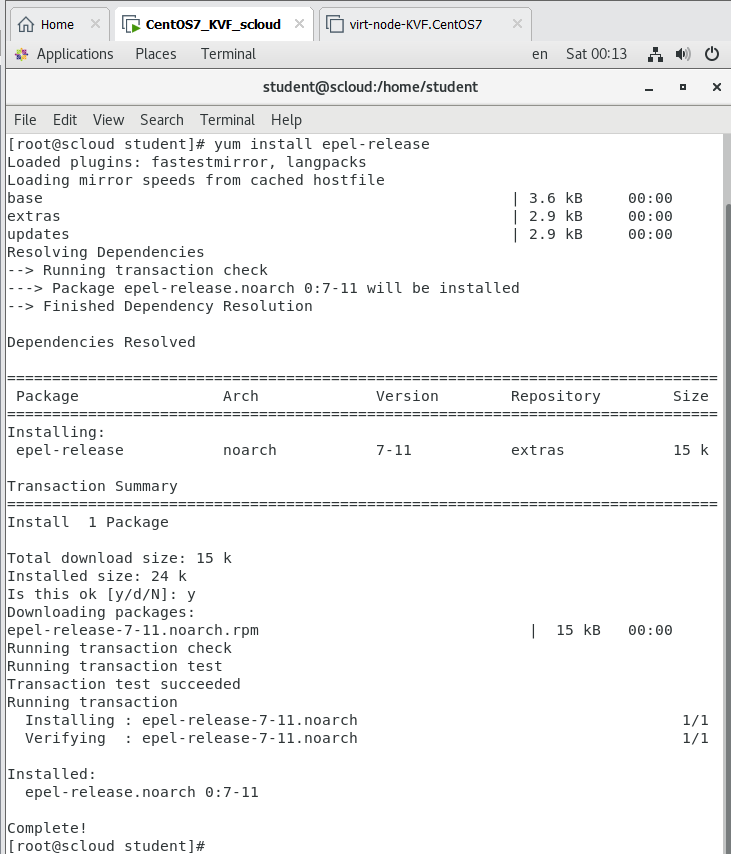 Home CentOS7_KVF_scloud virt-node-KVF.CentOS7
Applications Places Terminal en Sat 00:13
student@scloud:/home/student
File Edit View Search Terminal Help
[root@scloud student]# yum install epel-release
Loaded plugins: fastestmirror, langpacks
Loading mirror speeds from cached hostfile
base | 3.6 kB 00:00
extras | 2.9 kB 00:00
updates | 2.9 kB 00:00
Resolving Dependencies
--> Running transaction check
---> Package epel-release.noarch 0:7-11 will be installed
--> Finished Dependency Resolution
Dependencies Resolved
================================================================================
Package Arch Version Repository Size
================================================================================
Installing:
epel-release noarch 7-11 extras 15 k
Transaction Summary
================================================================================
Install 1 Package
Total download size: 15 k
Installed size: 24 k
Is this ok [y/d/N]: y
Downloading packages:
epel-release-7-11.noarch.rpm | 15 kB 00:00
Running transaction check
Running transaction test
Transaction test succeeded
Running transaction
Installing : epel-release-7-11.noarch 1/1
Verifying : epel-release-7-11.noarch 1/1
Installed:
epel-release.noarch 0:7-11
Complete!
[root@scloud student]#